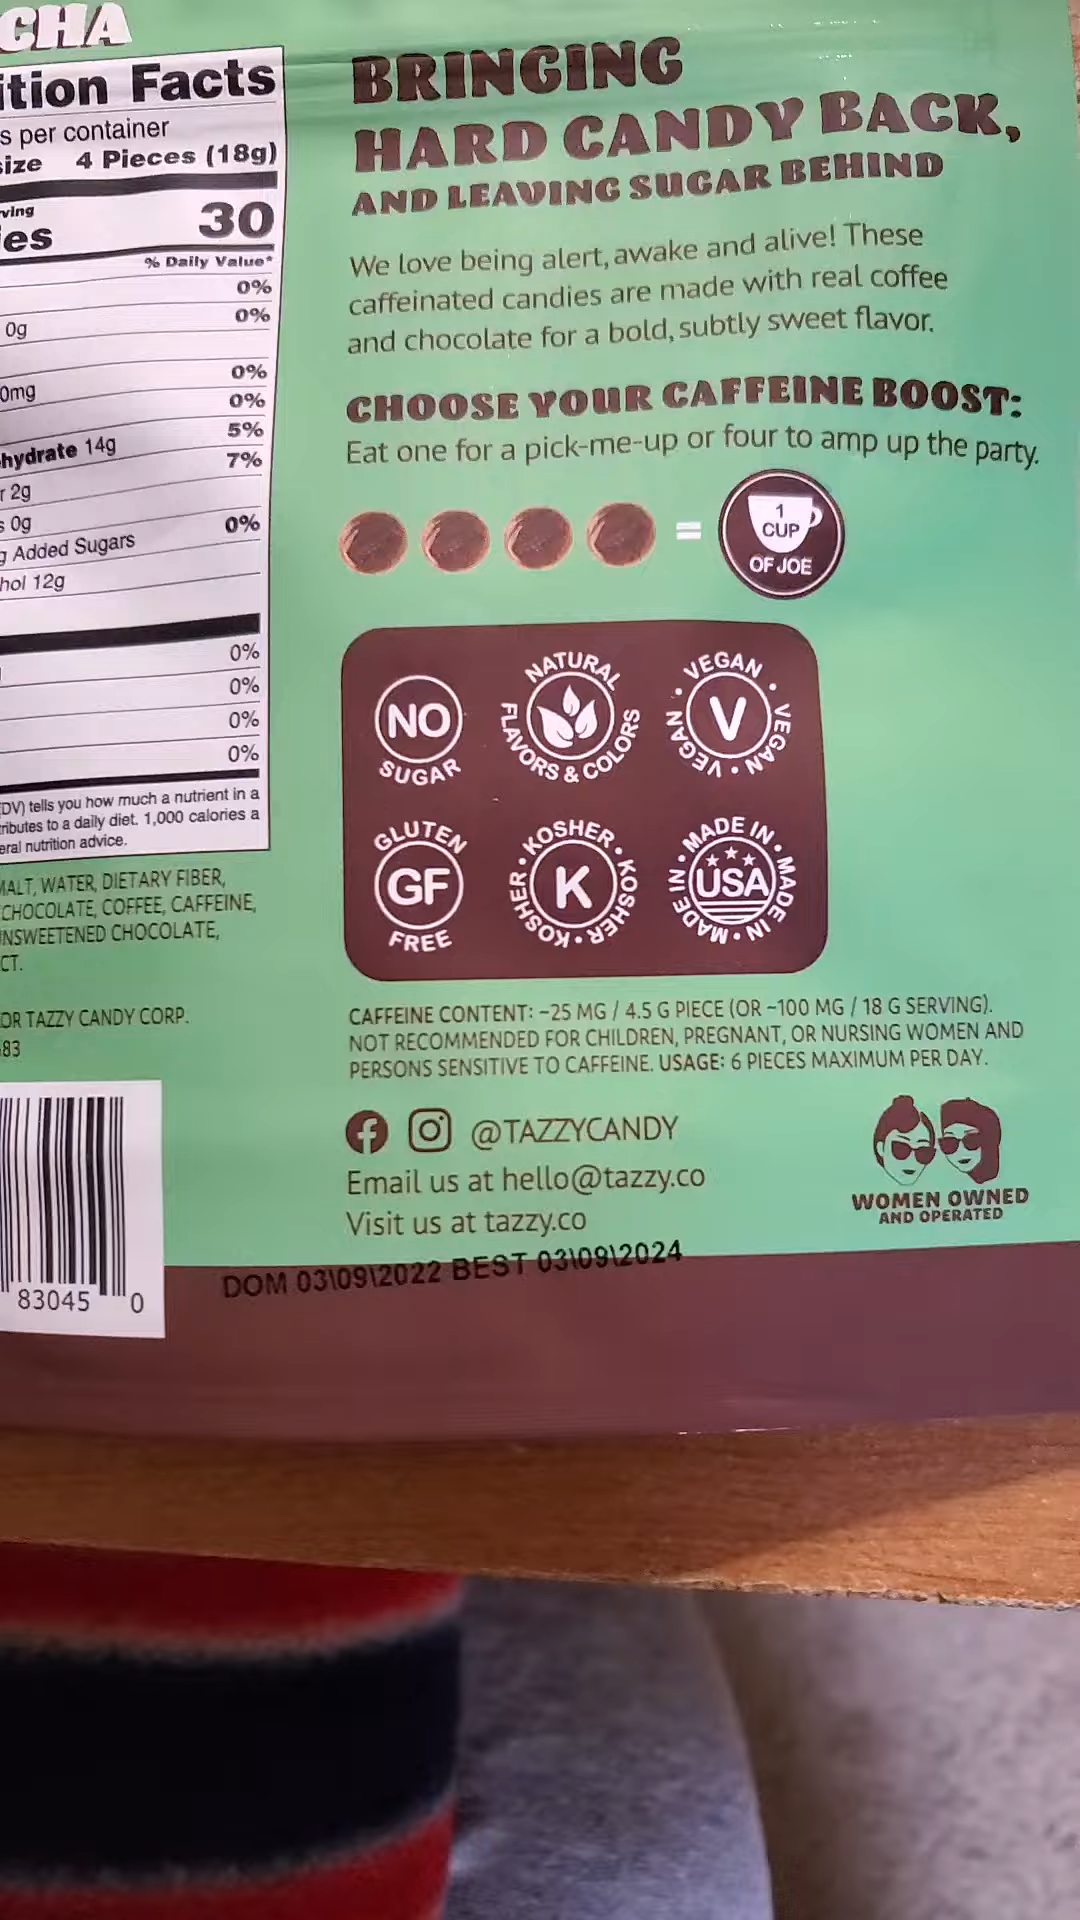 CHA
Facts
per container
4 Pieces (18g)
30
% Daily Value*
0%
0g 0%
0%
0mg 0%
14g 5%
2g 7%
0g
Added Sugars 0%
12g
0%
0%
0%
0%
(DV) tells you how much a nutrient in a
to a daily diet. 1,000 calories a
nutrition advice.
MALT, WATER, DIETARY FIBER,
CHOCOLATE, COFFEE, CAFFEINE,
UNSWEETENED CHOCOLATE,
CT.
OR TAZZY CANDY CORP.
83
83045 0
BRINGING
HARD CANDY BACK,
AND LEAVING SUGAR BEHIND
We love being alert, awake and alive! These
caffeinated candies are made with real coffee
and chocolate for a bold, subtly sweet flavor.
CHOOSE YOUR CAFFEINE BOOST:
Eat one for a pick-me-up or four to amp up the party.
= 1
CUP
OF JOE
NO
SUGAR
NATURAL
FLAVORS & COLORS
VEGAN • VEGAN • VEGAN • VEGAN •
V
GLUTEN
GF
FREE
KOSHER • KOSHER • KOSHER • KOSHER •
K
MADE IN • MADE IN • MADE IN • MADE IN •
USA
CAFFEINE CONTENT: ~25 MG / 4.5 G PIECE (OR ~100 MG / 18 G SERVING).
NOT RECOMMENDED FOR CHILDREN, PREGNANT, OR NURSING WOMEN AND
PERSONS SENSITIVE TO CAFFEINE. USAGE: 6 PIECES MAXIMUM PER DAY.
@TAZZYCANDY
Email us at hello@tazzy.co
Visit us at tazzy.co
WOMEN OWNED
AND OPERATED
DOM 03\09\2022 BEST 03\09\2024